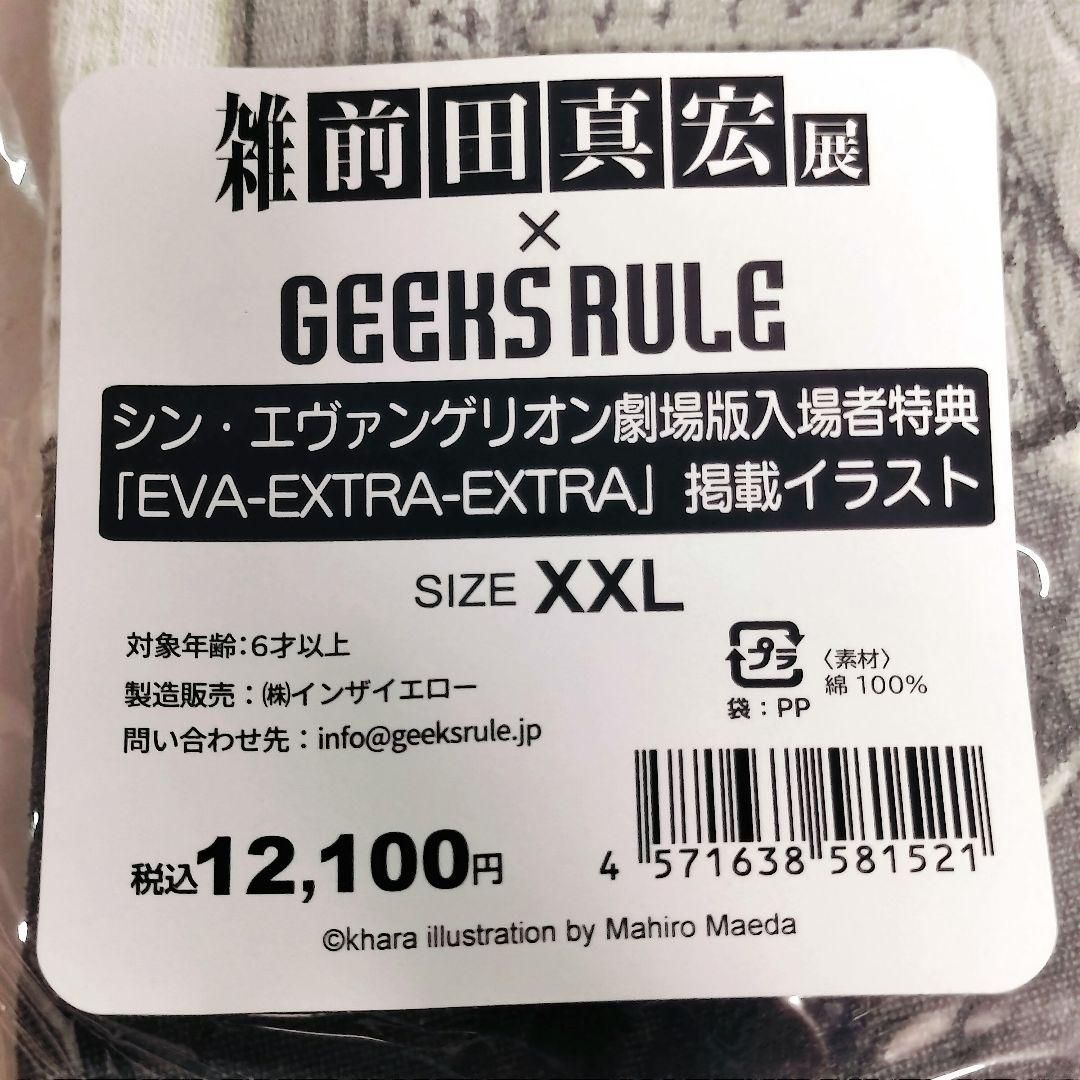 雑前田真宏展
×
GEEKS RULE
シン・エヴァンゲリオン劇場版入場者特典
「EVA-EXTRA-EXTRA」掲載イラスト
SIZE XXL
対象年齢:6才以上
製造販売：㈱インザイエロー
問い合わせ先：info@geeksrule.jp
プラ
袋：PP
〈素材〉
綿100%
税込12,100円
4 571638 581521
©khara illustration by Mahiro Maeda